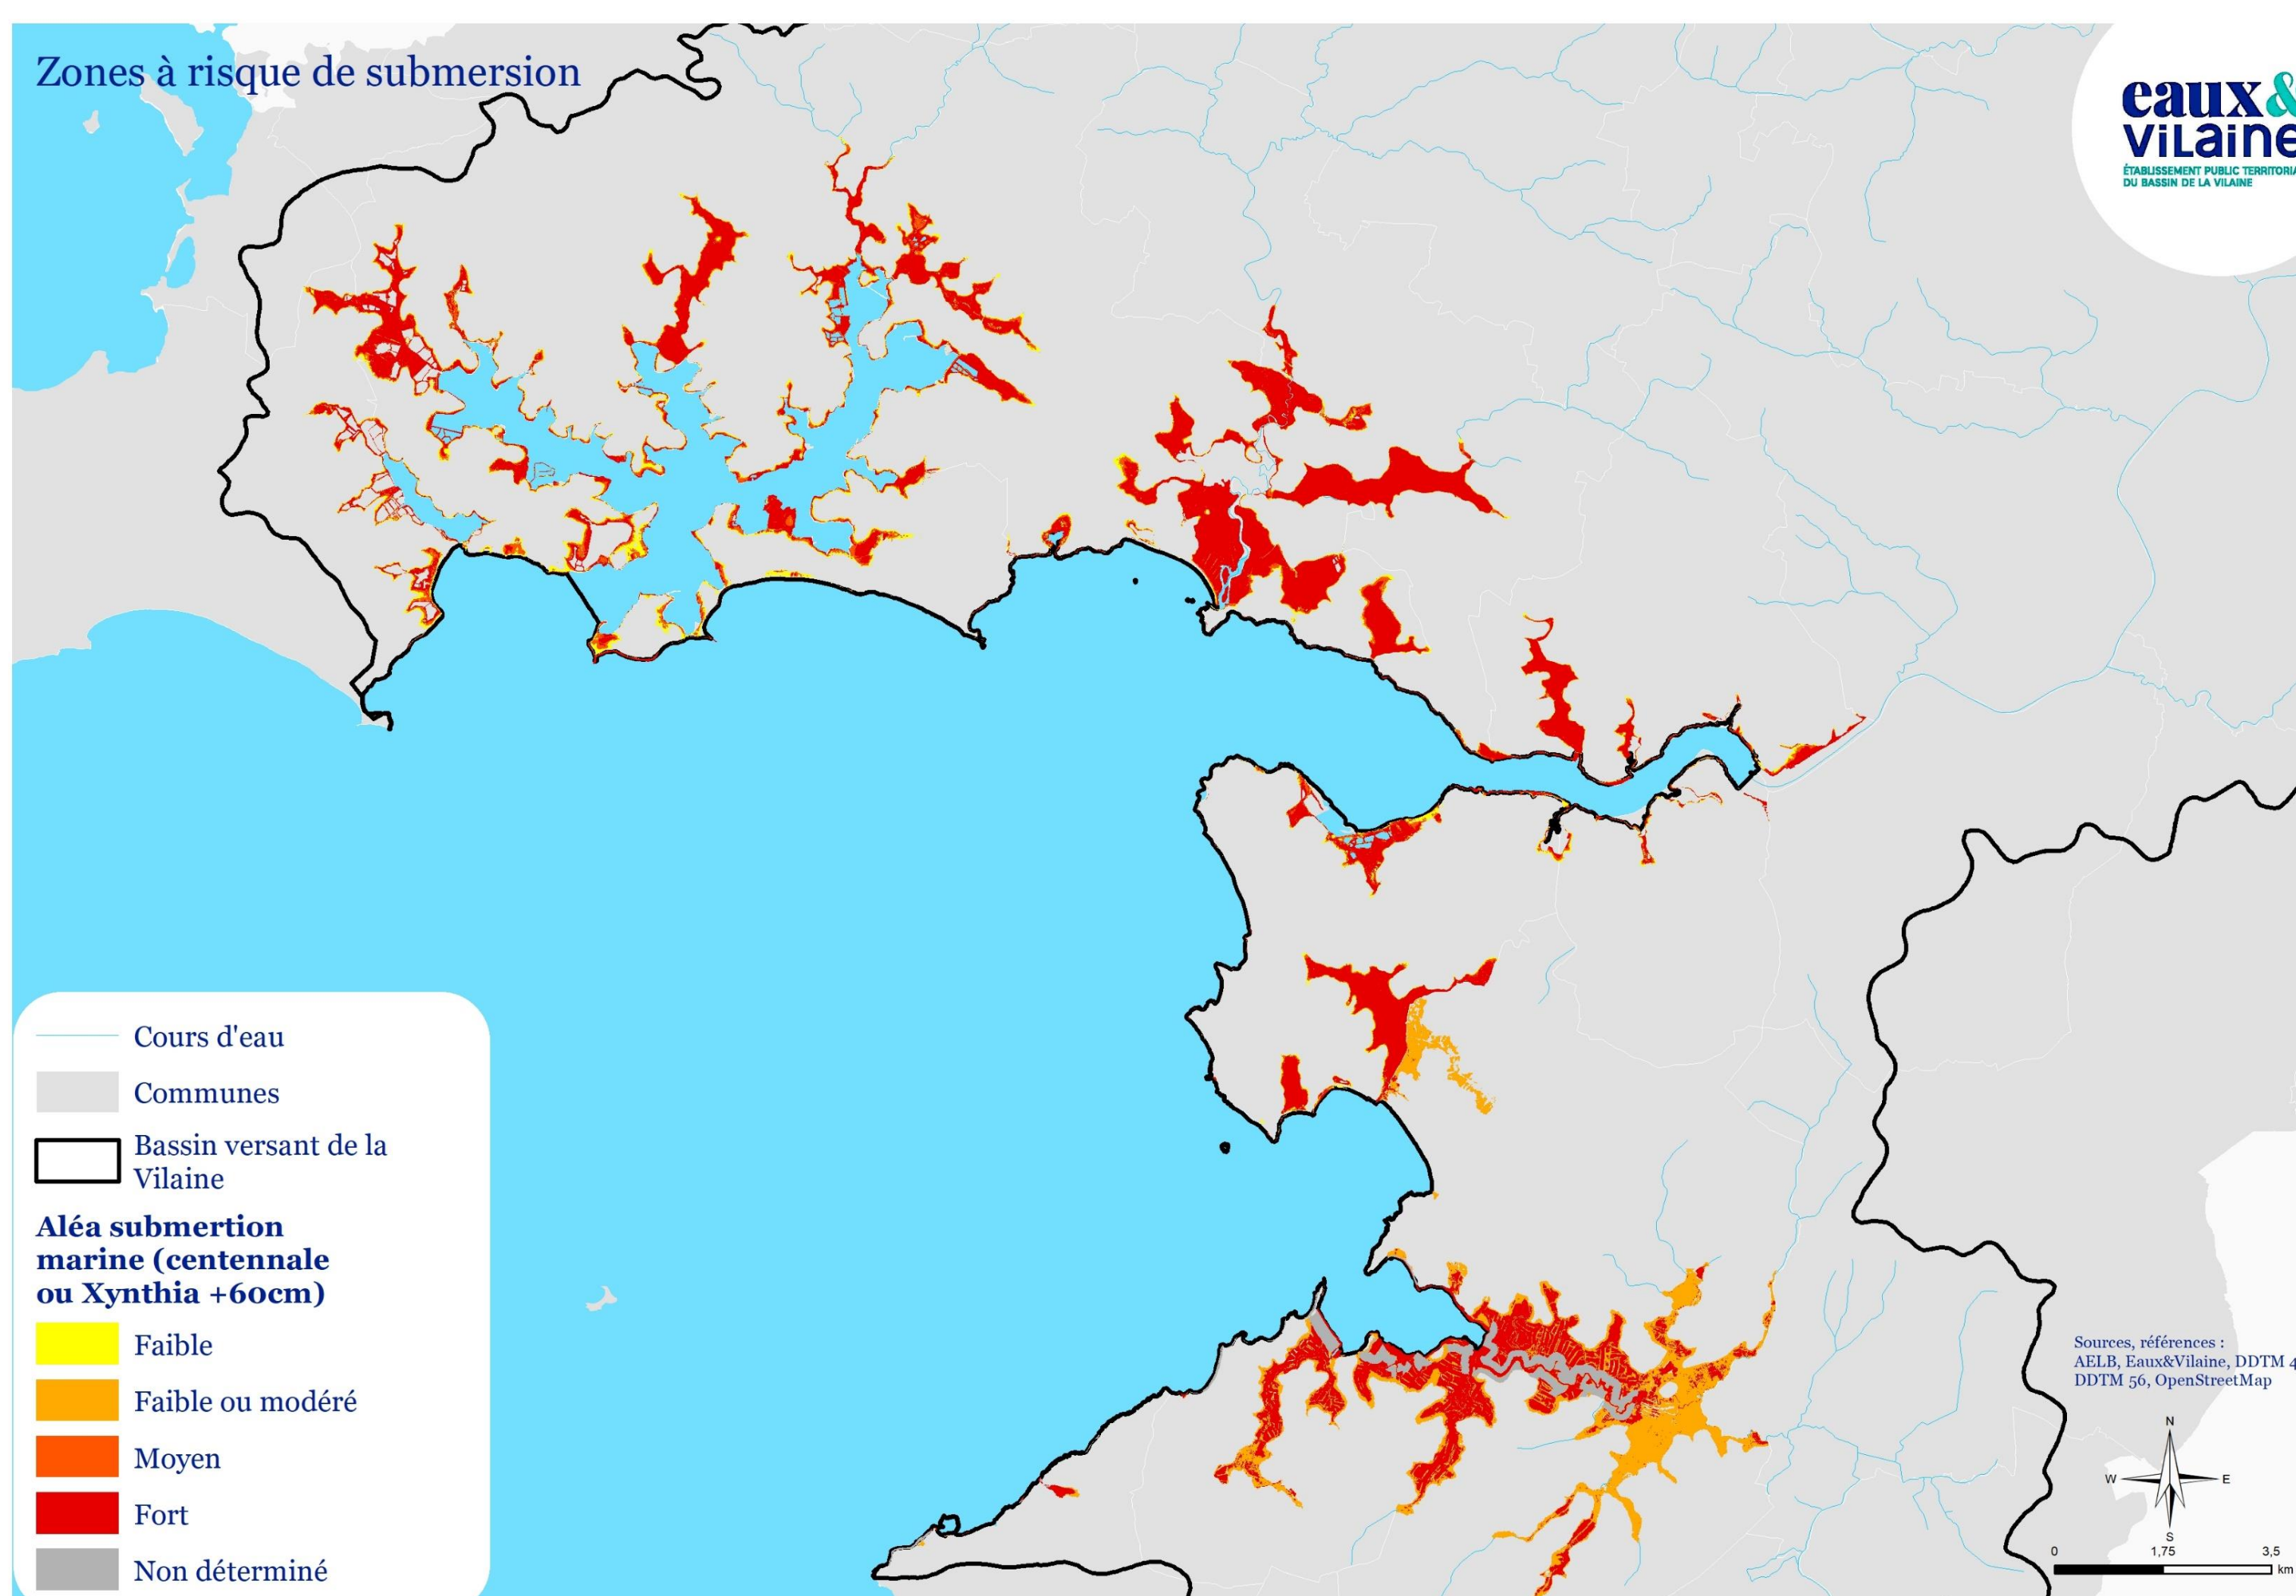 Zones à risque de submersion
eaux&
ViLaine
ÉTABLISSEMENT PUBLIC TERRITORIA
DU BASSIN DE LA VILAINE
Cours d'eau
Communes
Bassin versant de la
Vilaine
Aléa submertion
marine (centennale
ou Xynthia +60cm)
Faible
Faible ou modéré
Moyen
Fort
Non déterminé
Sources, références :
AELB, Eaux&Vilaine, DDTM 4
DDTM 56, OpenStreetMap
N
W E
S
0 1,75 3,5
km